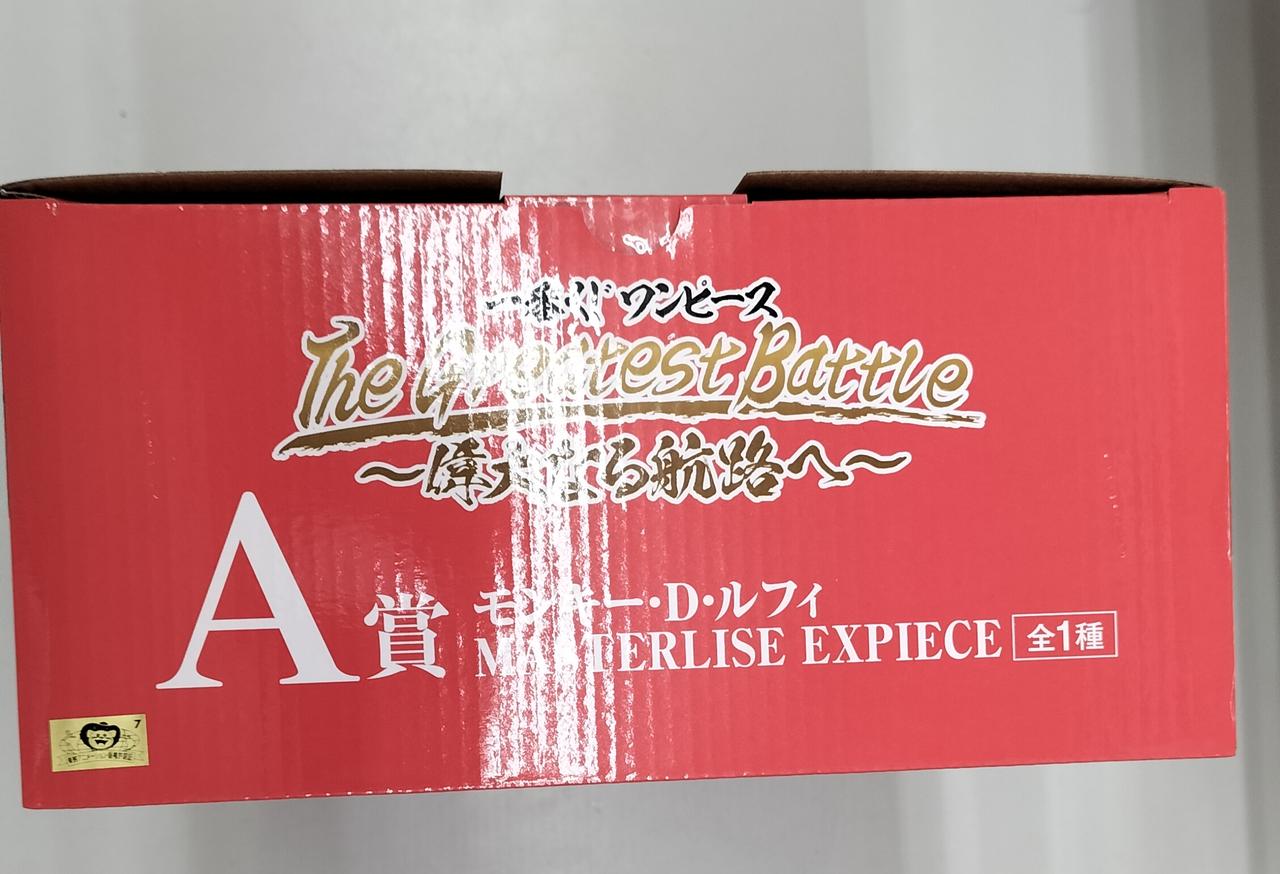 一番くじ ワンピース
The Greatest Battle
～偉大なる航路へ～
A賞
モンキー・D・ルフィ
MASTERLISE EXPIECE 全1種
7